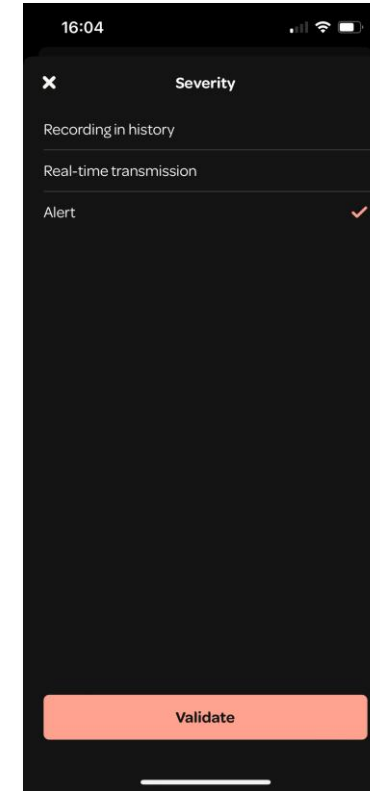 16:04
Severity
Recording in history
Real-time transmission
Alert
Validate